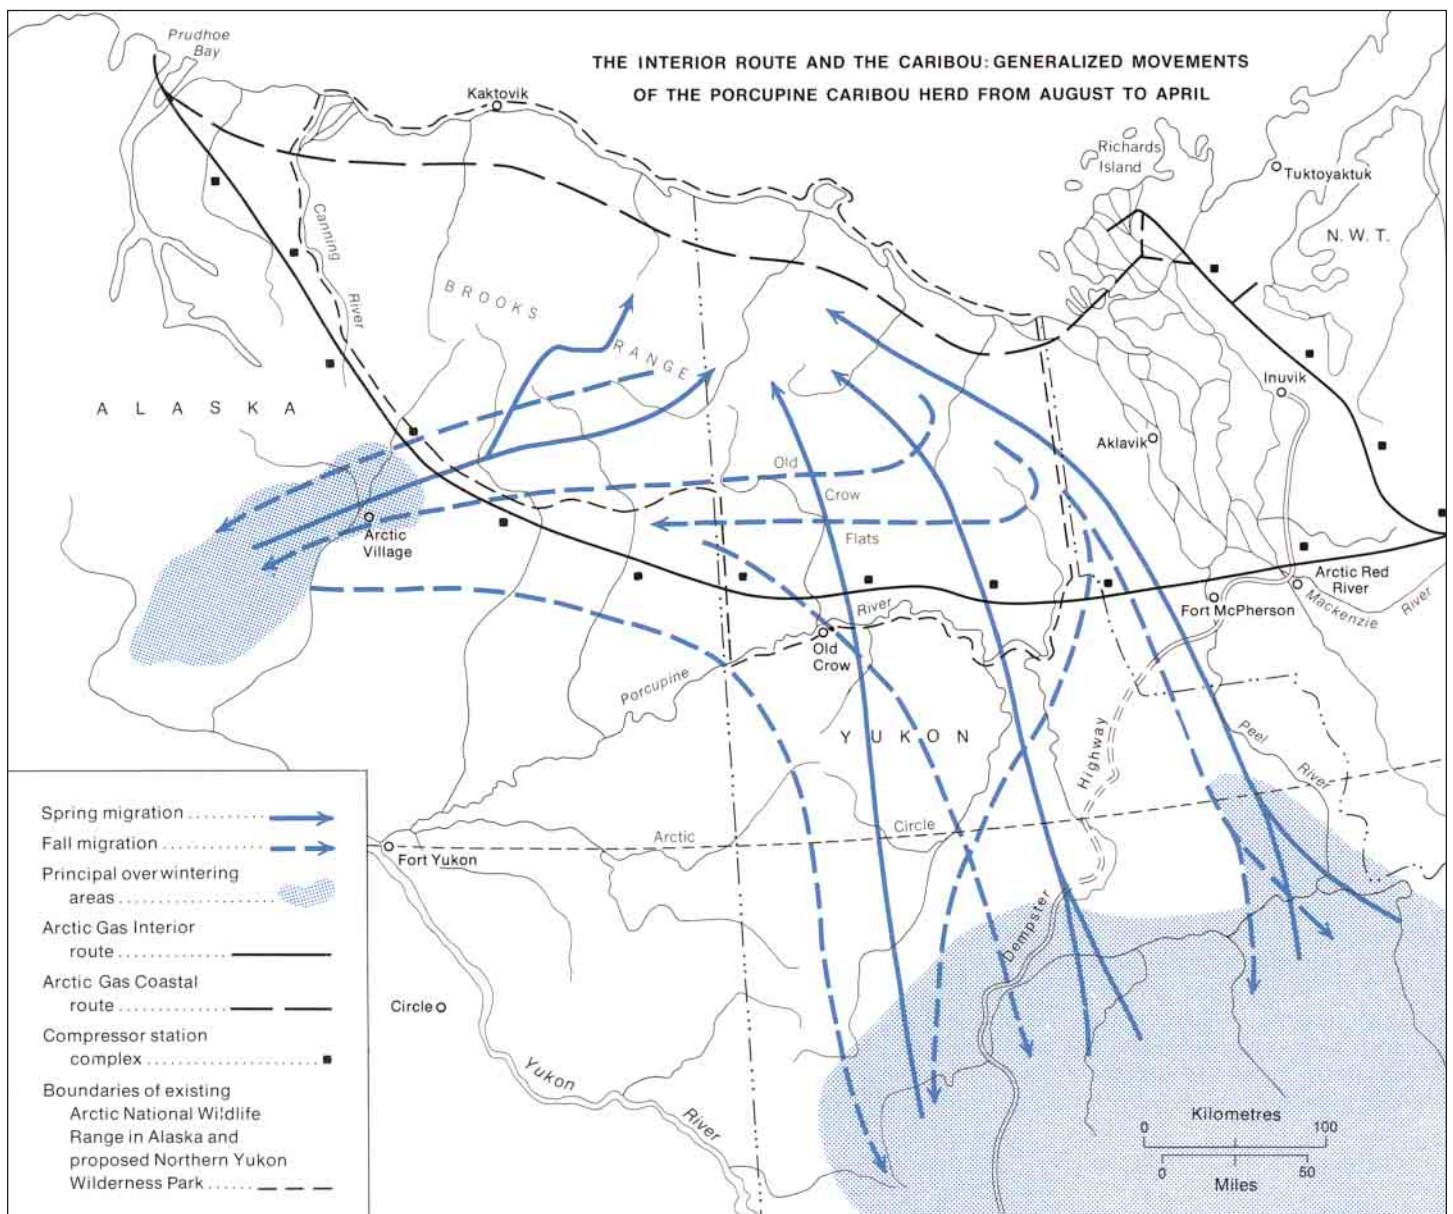 THE INTERIOR ROUTE AND THE CARIBOU: GENERALIZED MOVEMENTS
OF THE PORCUPINE CARIBOU HERD FROM AUGUST TO APRIL
Prudhoe
Bay
Kaktovik
Richards
Island
Tuktoyaktuk
N.W.T.
Canning
River
BROOKS
RANGE
ALASKA
Inuvik
Aklavik
Old
Crow
Flats
Arctic
Village
Arctic Red
River
Fort McPherson
Mackenzie
River
River
Old
Crow
Porcupine
YUKON
Highway
Peel
River
Arctic
Circle
Fort Yukon
Dempster
Circle
Yukon
River
Spring migration
Fall migration
Principal over wintering
areas
Arctic Gas Interior
route
Arctic Gas Coastal
route
Compressor station
complex
Boundaries of existing
Arctic National Wildlife
Range in Alaska and
proposed Northern Yukon
Wilderness Park
Kilometres
0 100
0 50
Miles